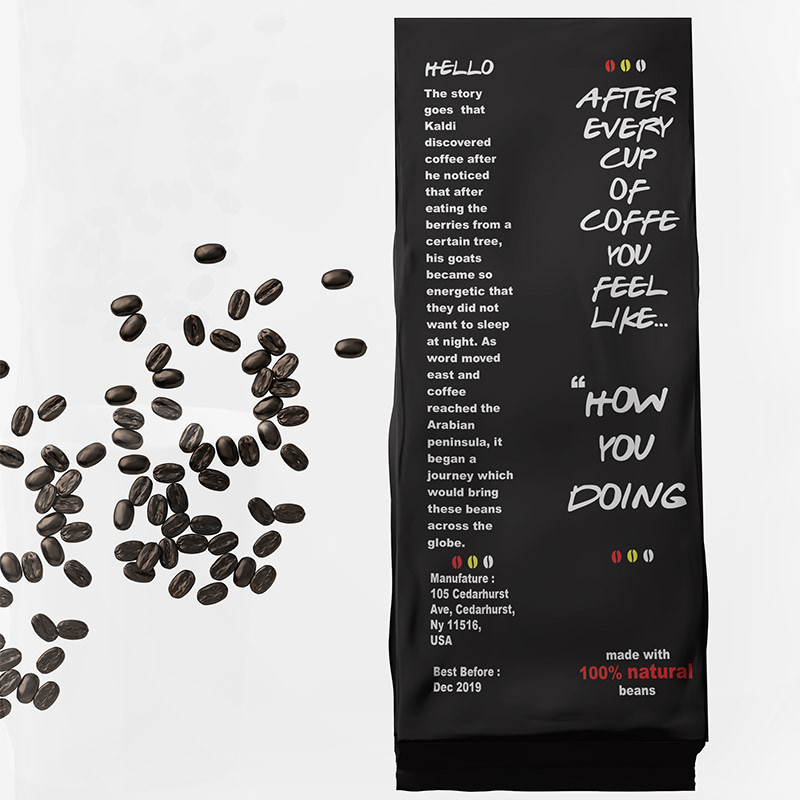 HELLO
The story
goes that
Kaldi
discovered
coffee after
he noticed
that after
eating the
berries from a
certain tree,
his goats
became so
energetic that
they did not
want to sleep
at night. As
word moved
east and
coffee
reached the
Arabian
peninsula, it
began a
journey which
would bring
these beans
across the
globe.
Manufature :
105 Cedarhurst
Ave, Cedarhurst,
Ny 11516,
USA
Best Before :
Dec 2019
AFTER
EVERY
CUP
OF
COFFE
YOU
FEEL
LIKE...
“HOW
YOU
DOING
made with
100% natural
beans